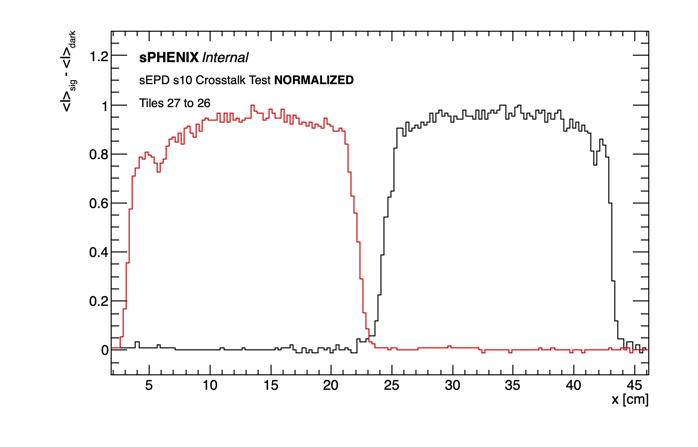 <I>sig - <I>dark
sPHENIX Internal
sEPD s10 Crosstalk Test NORMALIZED
Tiles 27 to 26
1.2
1
0.8
0.6
0.4
0.2
0
5 10 15 20 25 30 35 40 45
x [cm]